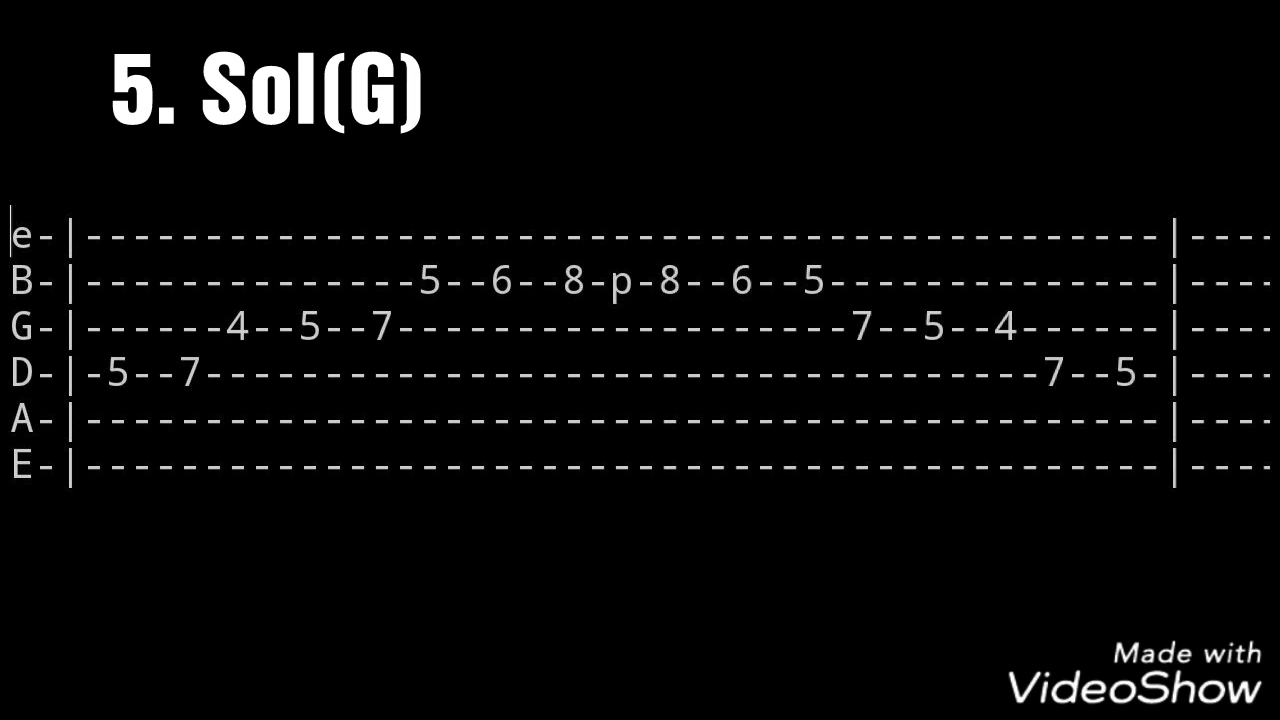 5. Sol(G)
e-|---------------------------------------------|----
B-|--------------5--6--8-p-8--6--5--------------|----
G-|------4--5--7-------------------7--5--4------|----
D-|-5--7-----------------------------------7--5-|----
A-|---------------------------------------------|----
E-|---------------------------------------------|----
Made with
VideoShow